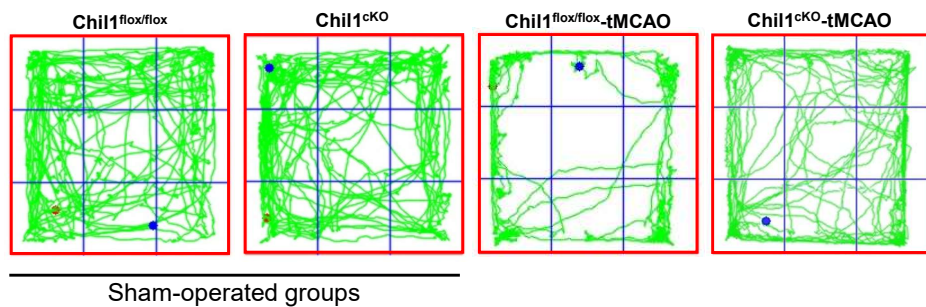 Chil1flox/flox
Chil1cKO
Chil1flox/flox-tMCAO
Chil1cKO-tMCAO
Sham-operated groups